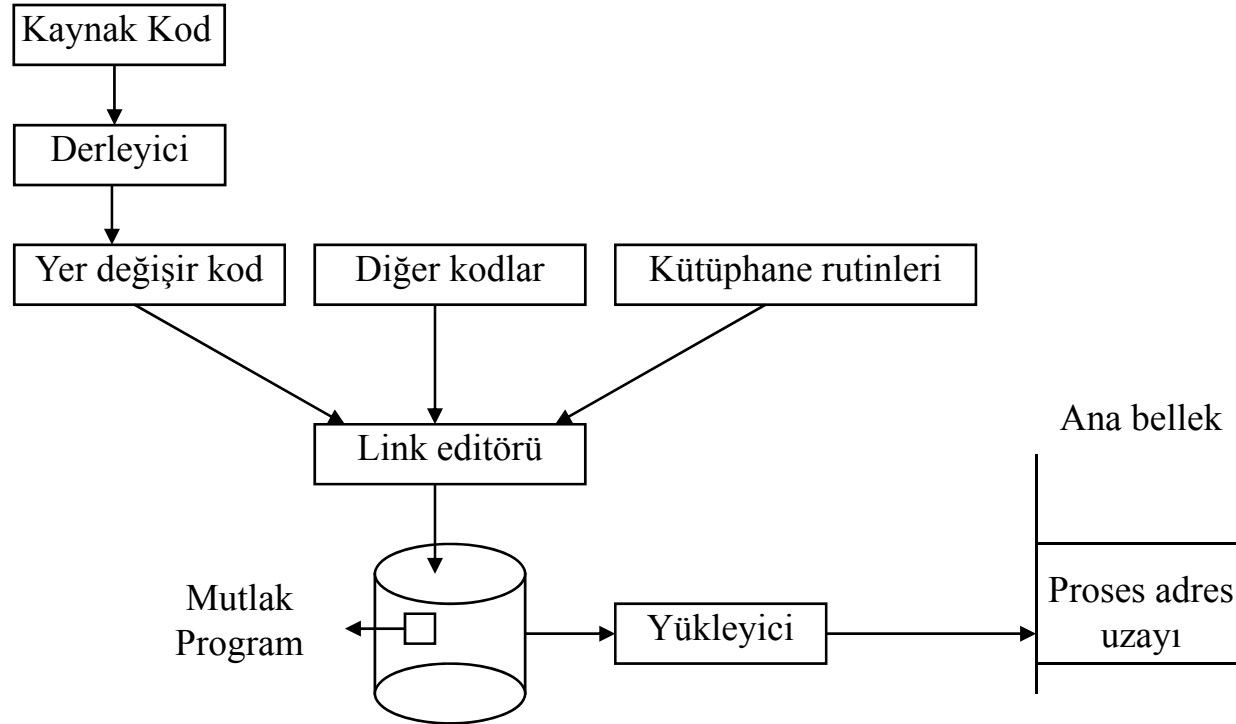 Kaynak Kod
Derleyici
Yer değişir kod
Diğer kodlar
Kütüphane rutinleri
Link editörü
Ana bellek
Mutlak
Program
Yükleyici
Proses adres
uzayı